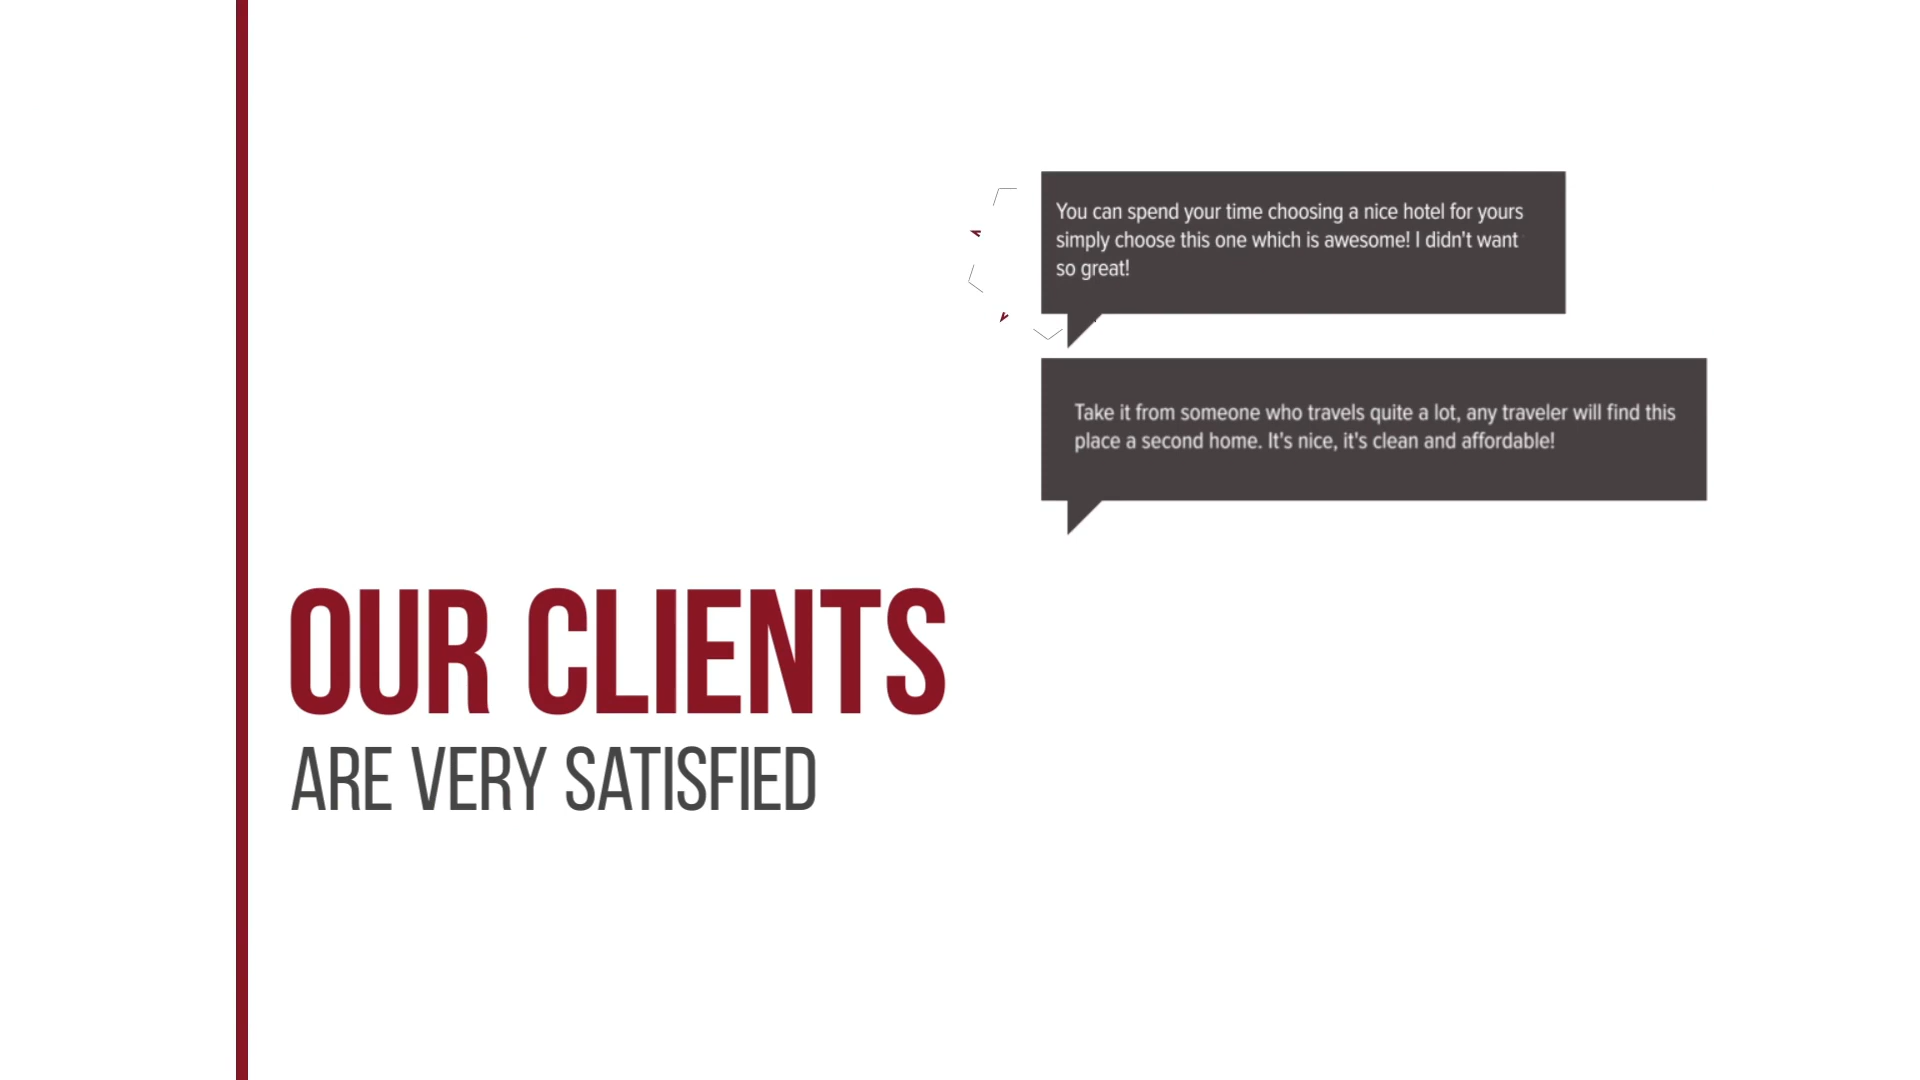 You can spend your time choosing a nice hotel for yours
simply choose this one which is awesome! I didn't want
so great!
Take it from someone who travels quite a lot, any traveler will find this
place a second home. It's nice, it's clean and affordable!
OUR CLIENTS
ARE VERY SATISFIED